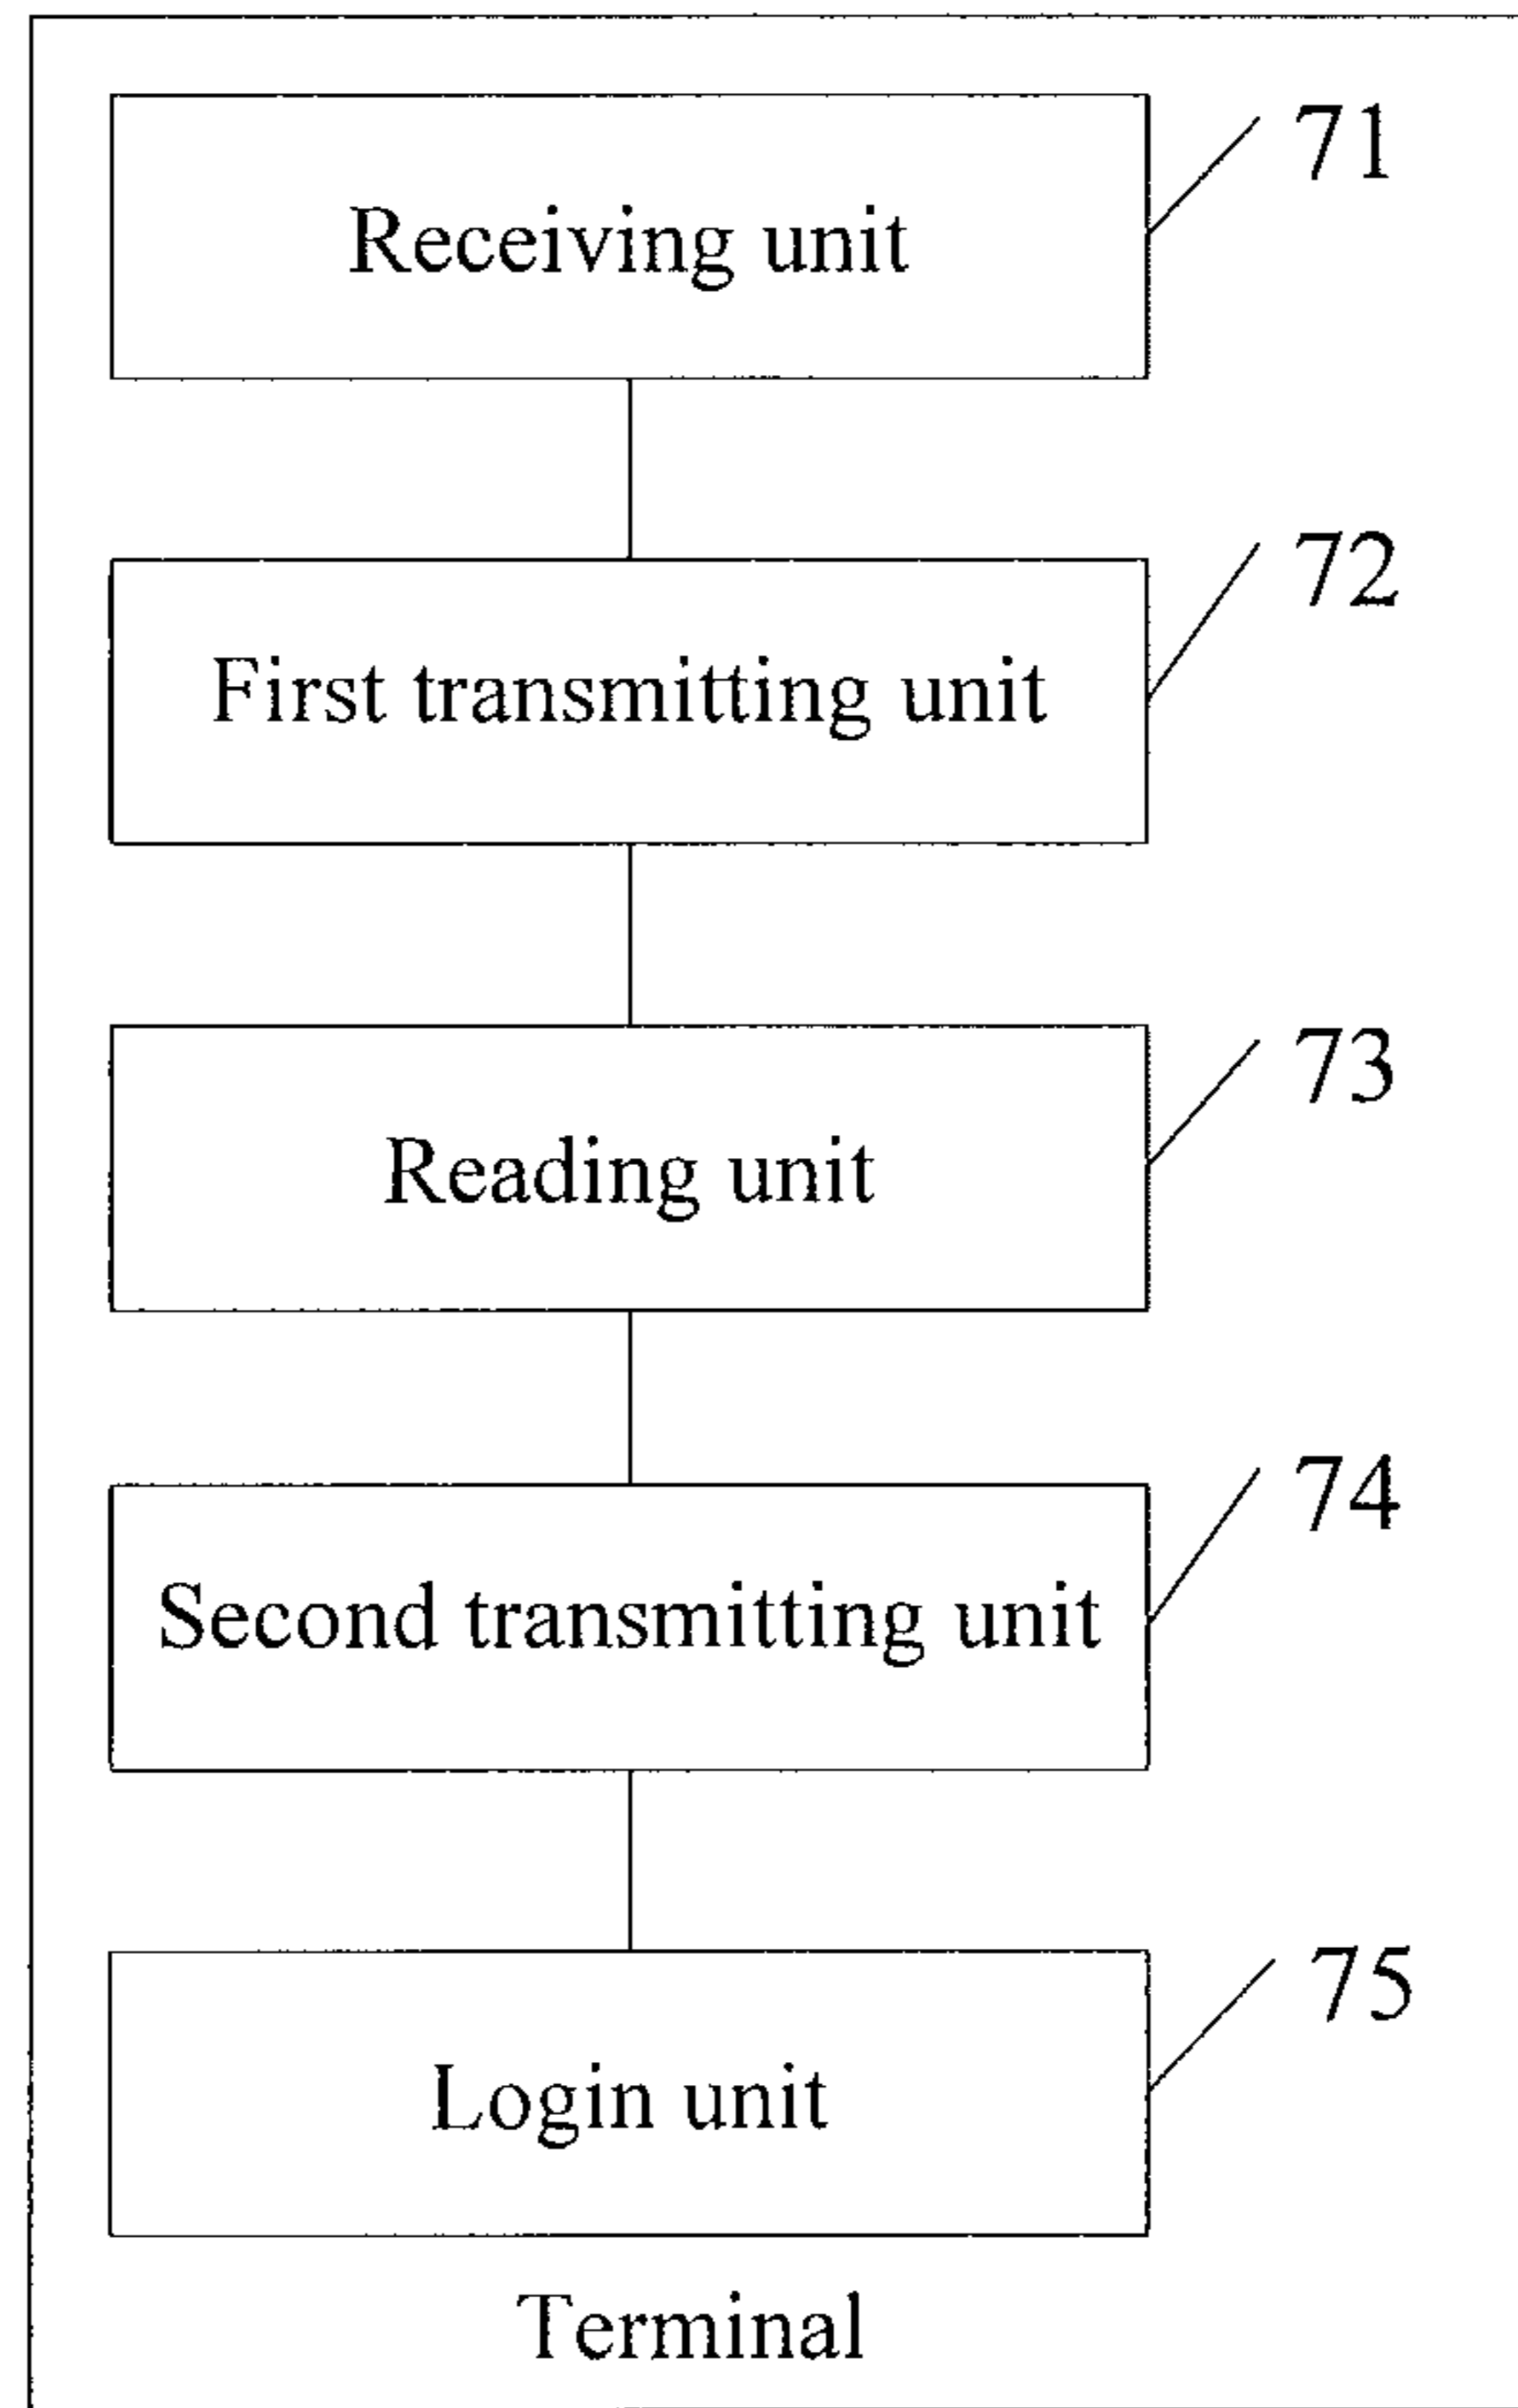 71
Receiving unit
72
First transmitting unit
73
Reading unit
74
Second transmitting unit
75
Login unit
Terminal